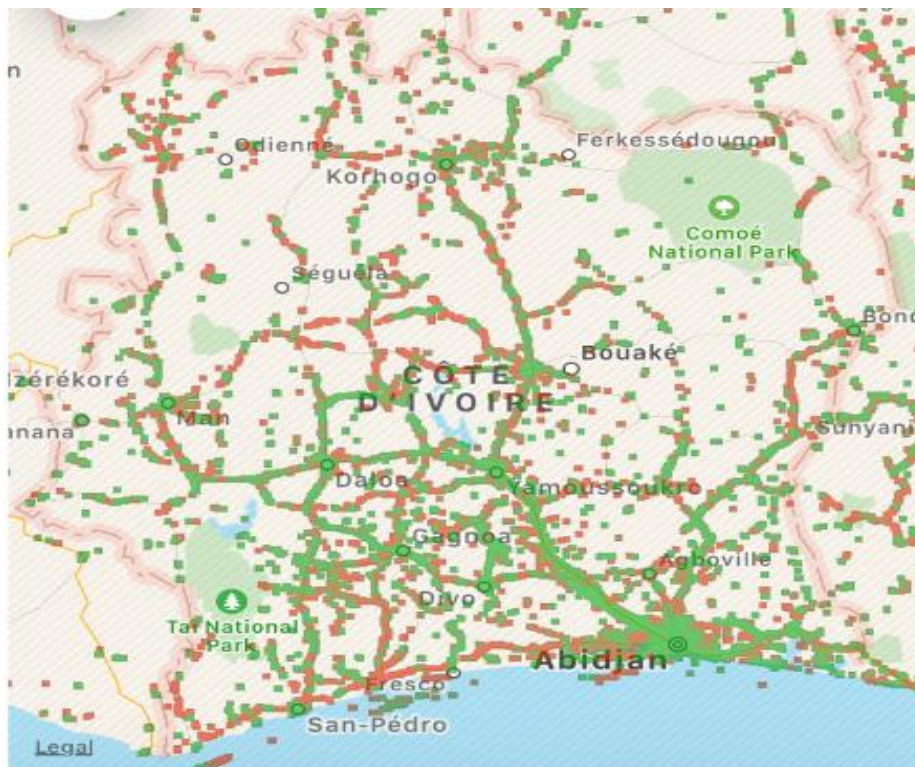 n
Odienné
Ferkessédougou
Korhogo
Comoé
National Park
Séguéla
Bond
Bouaké
CÔTE
D'IVOIRE
zérékoré
Man
anana
Sunyani
Daloa
Yamoussoukro
Gagnoa
Agboville
Divo
Taï National
Park
Abidjan
Fresco
San-Pédro
Legal